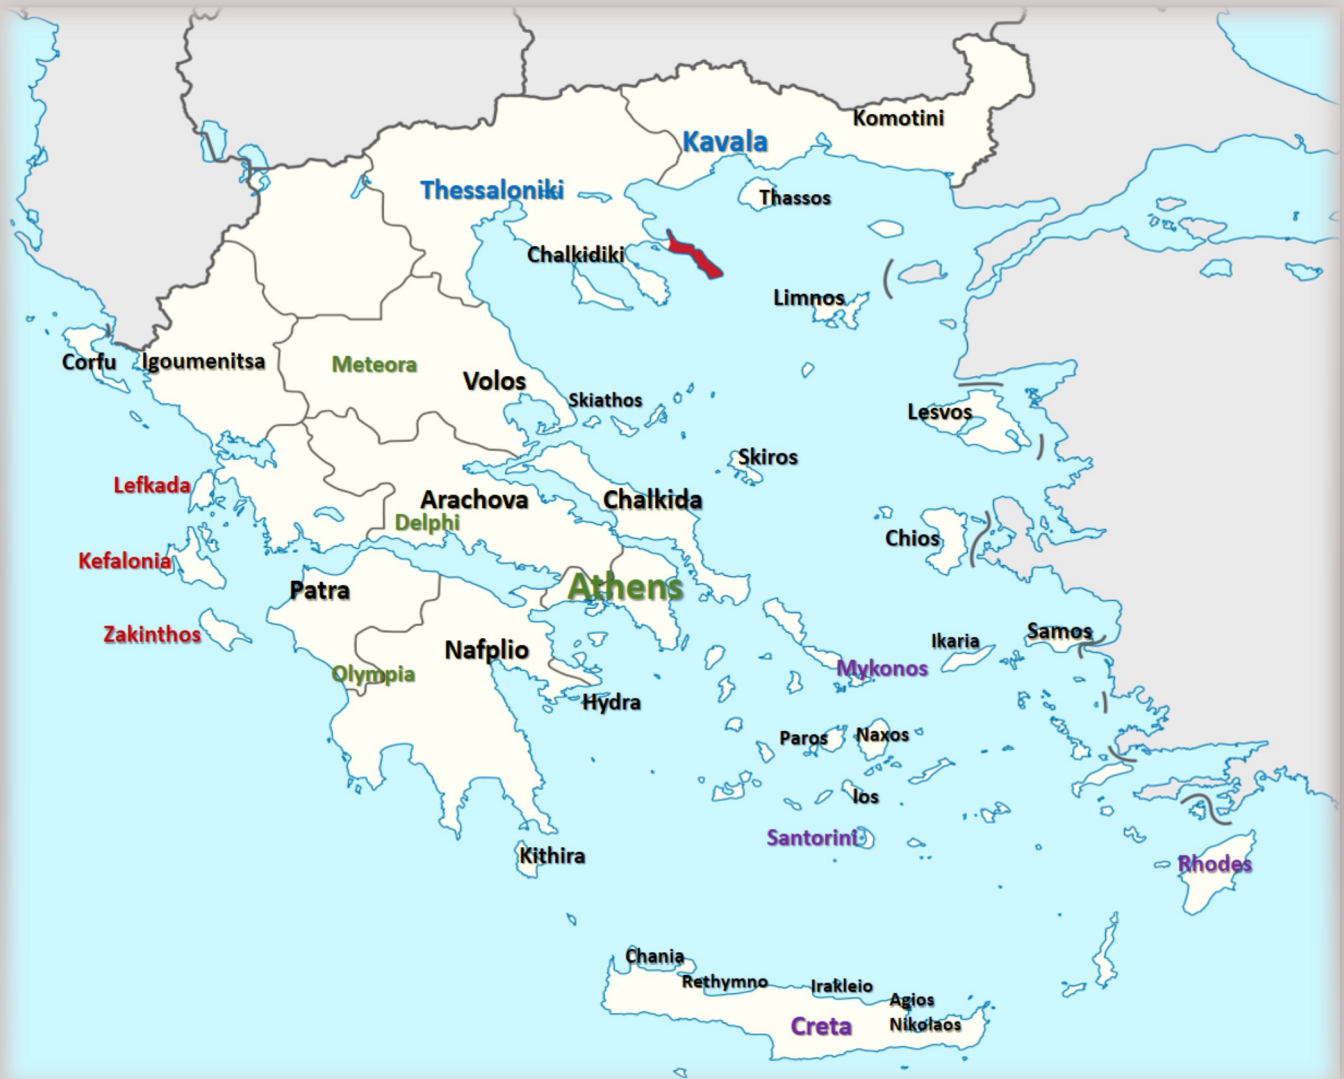 Komotini
Kavala
Thessaloniki
Thassos
Chalkidiki
Limnos
Corfu
Igoumenitsa
Meteora
Volos
Skiathos
Lesvos
Skiros
Lefkada
Arachova
Chalkida
Delphi
Chios
Kefalonia
Patra
Athens
Zakinthos
Samos
Ikaria
Nafplio
Mykonos
Olympia
Hydra
Paros
Naxos
Ios
Santorini
Kithira
Rhodes
Chania
Rethymno
Irakleio
Agios
Nikolaos
Creta